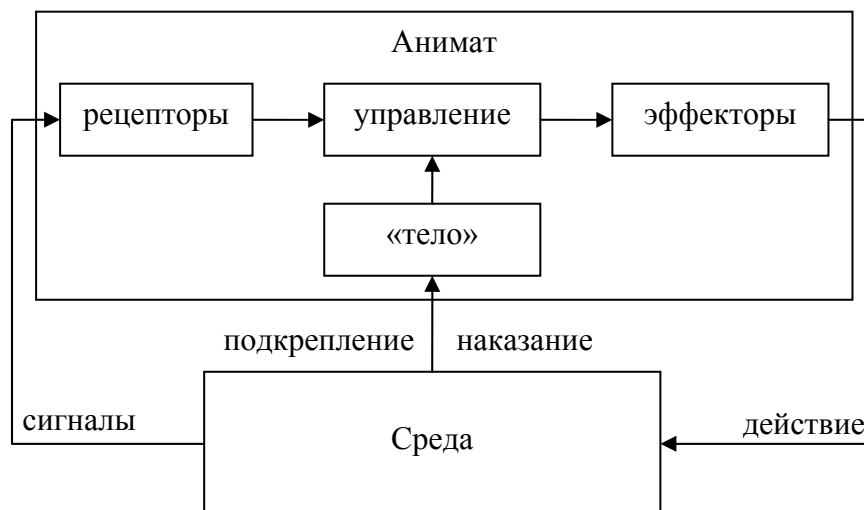 Анимат
рецепторы управление эффекторы
«тело»
подкрепление наказание
сигналы действие
Среда